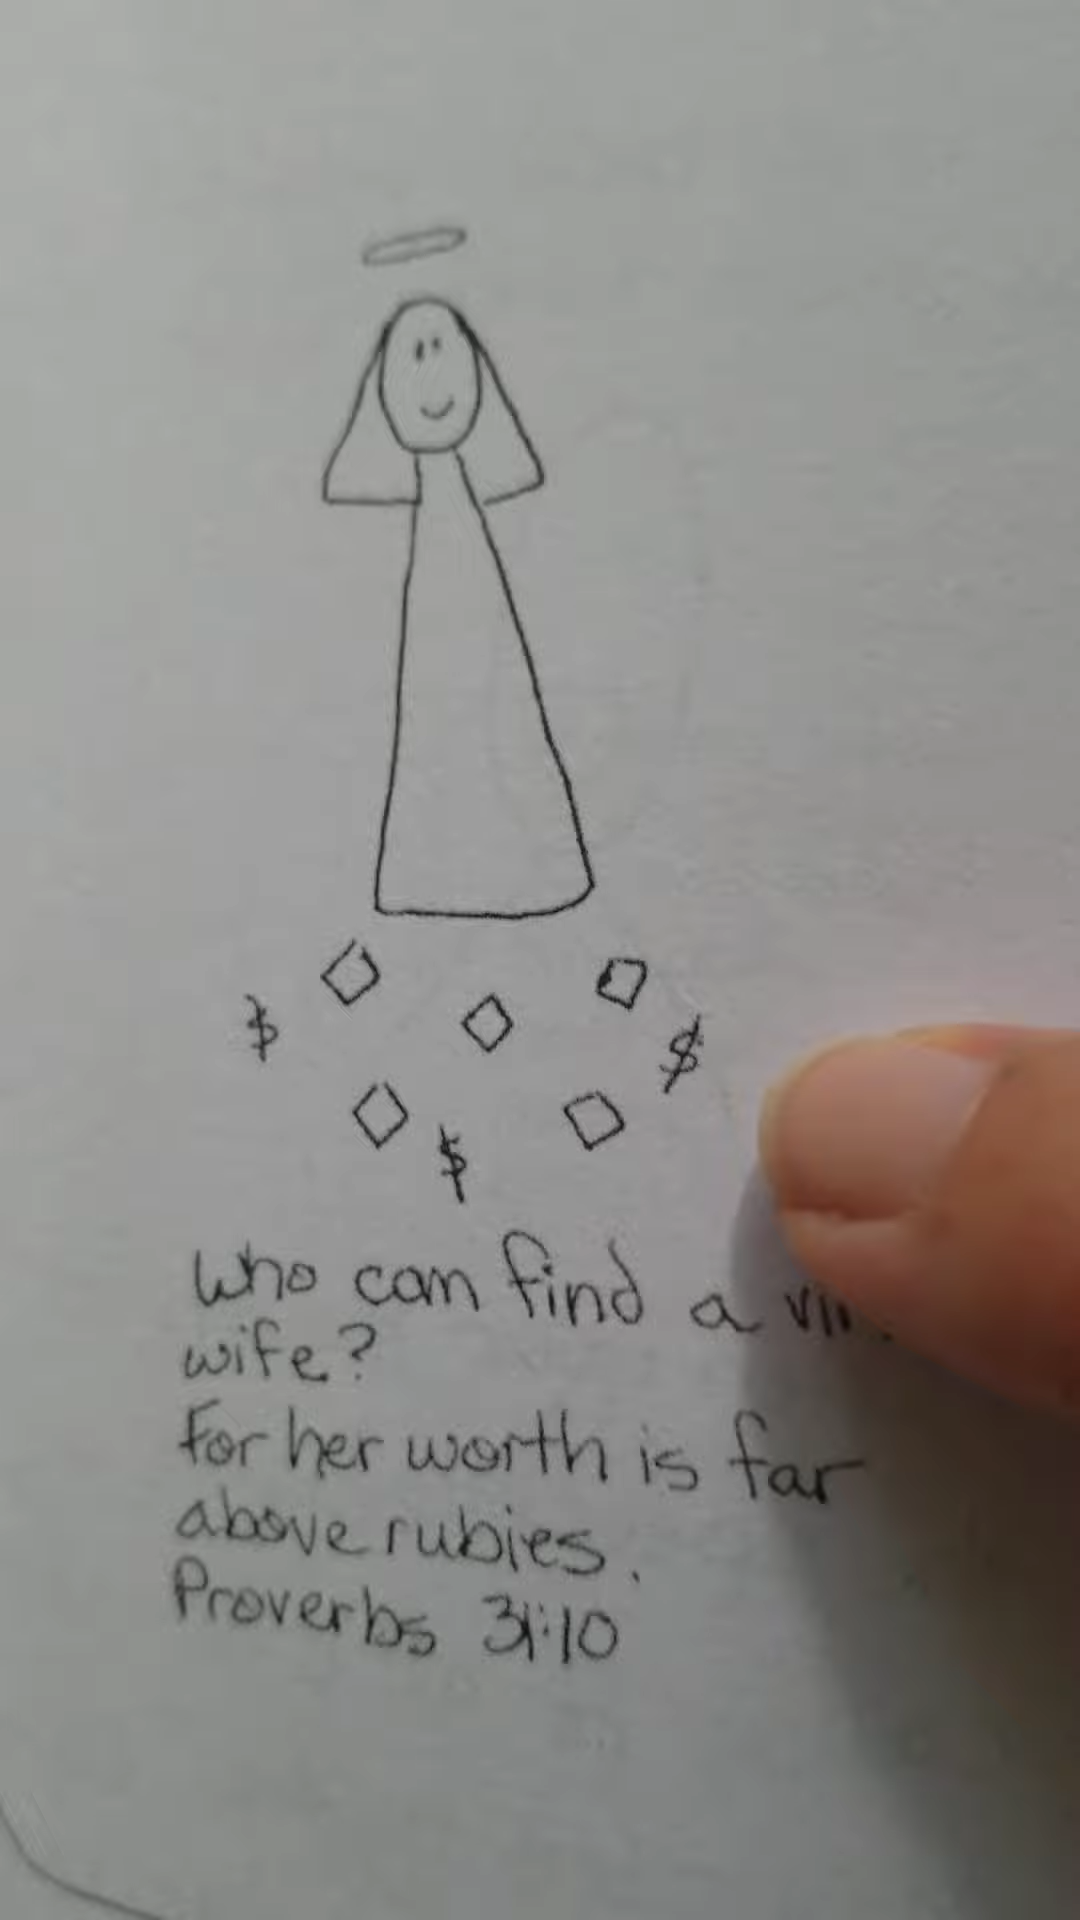 $ $
$
Who can find a
wife?
For her worth is far
above rubies.
Proverbs 31:10